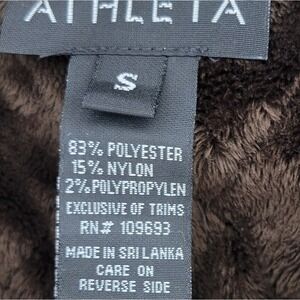 ATHLETA
S
83% POLYESTER
15% NYLON
2% POLYPROPYLEN
EXCLUSIVE OF TRIMS
RN# 109693
MADE IN SRI LANKA
CARE ON
REVERSE SIDE